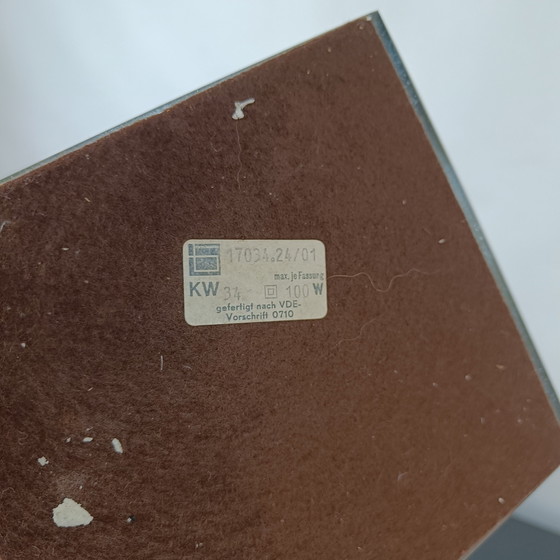 17034.24/01
max. je Fassung
KW 34 100 W
gefertigt nach VDE-
Vorschrift 0710